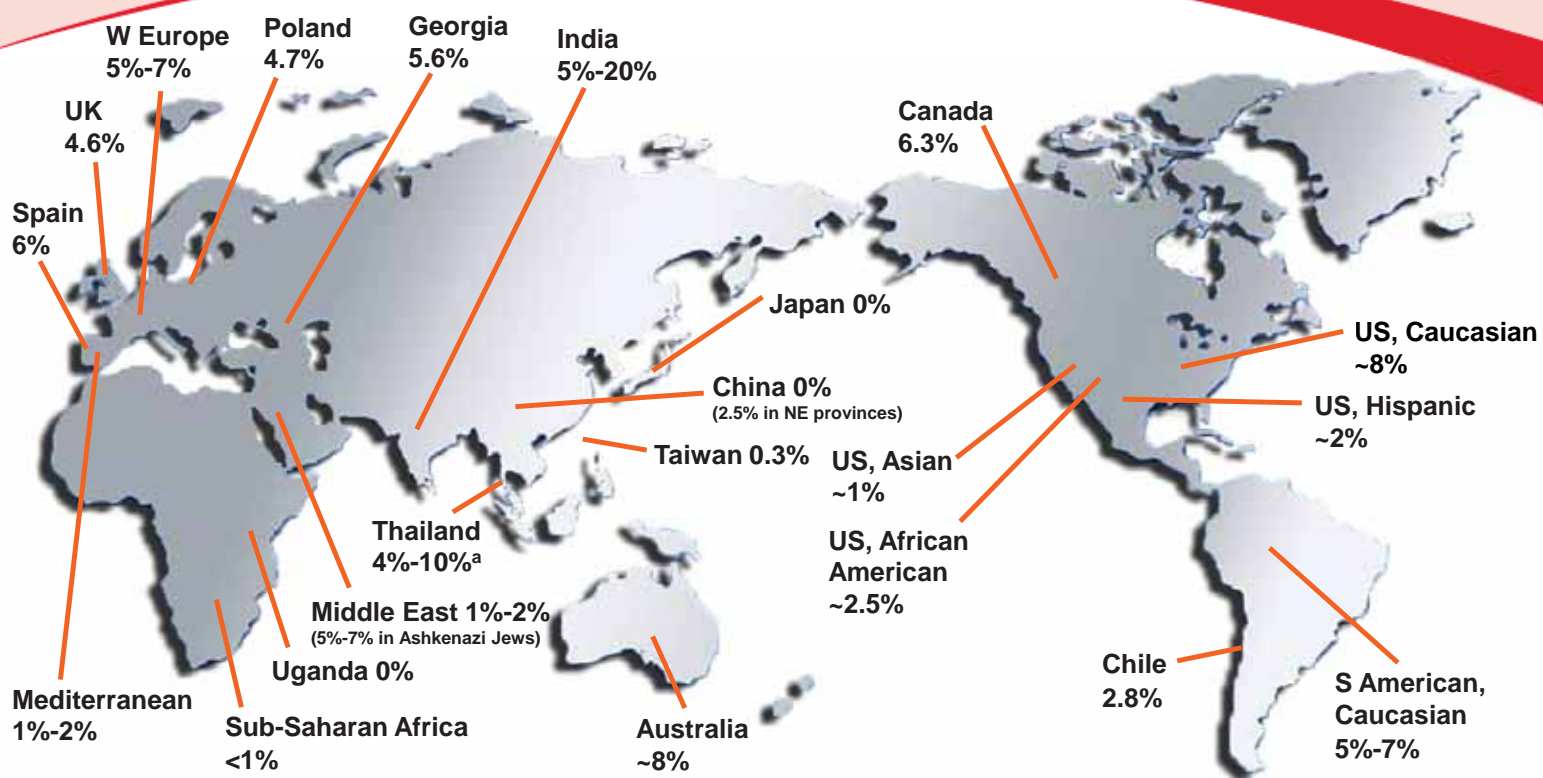 W Europe
5%-7%
Poland
4.7%
Georgia
5.6%
India
5%-20%
UK
4.6%
Canada
6.3%
Spain
6%
Japan 0%
US, Caucasian
~8%
China 0%
(2.5% in NE provinces)
US, Hispanic
~2%
Taiwan 0.3%
US, Asian
~1%
Thailand
4%-10%ᵃ
US, African
American
~2.5%
Middle East 1%-2%
(5%-7% in Ashkenazi Jews)
Uganda 0%
Chile
2.8%
S American,
Caucasian
5%-7%
Mediterranean
1%-2%
Sub-Saharan Africa
<1%
Australia
~8%